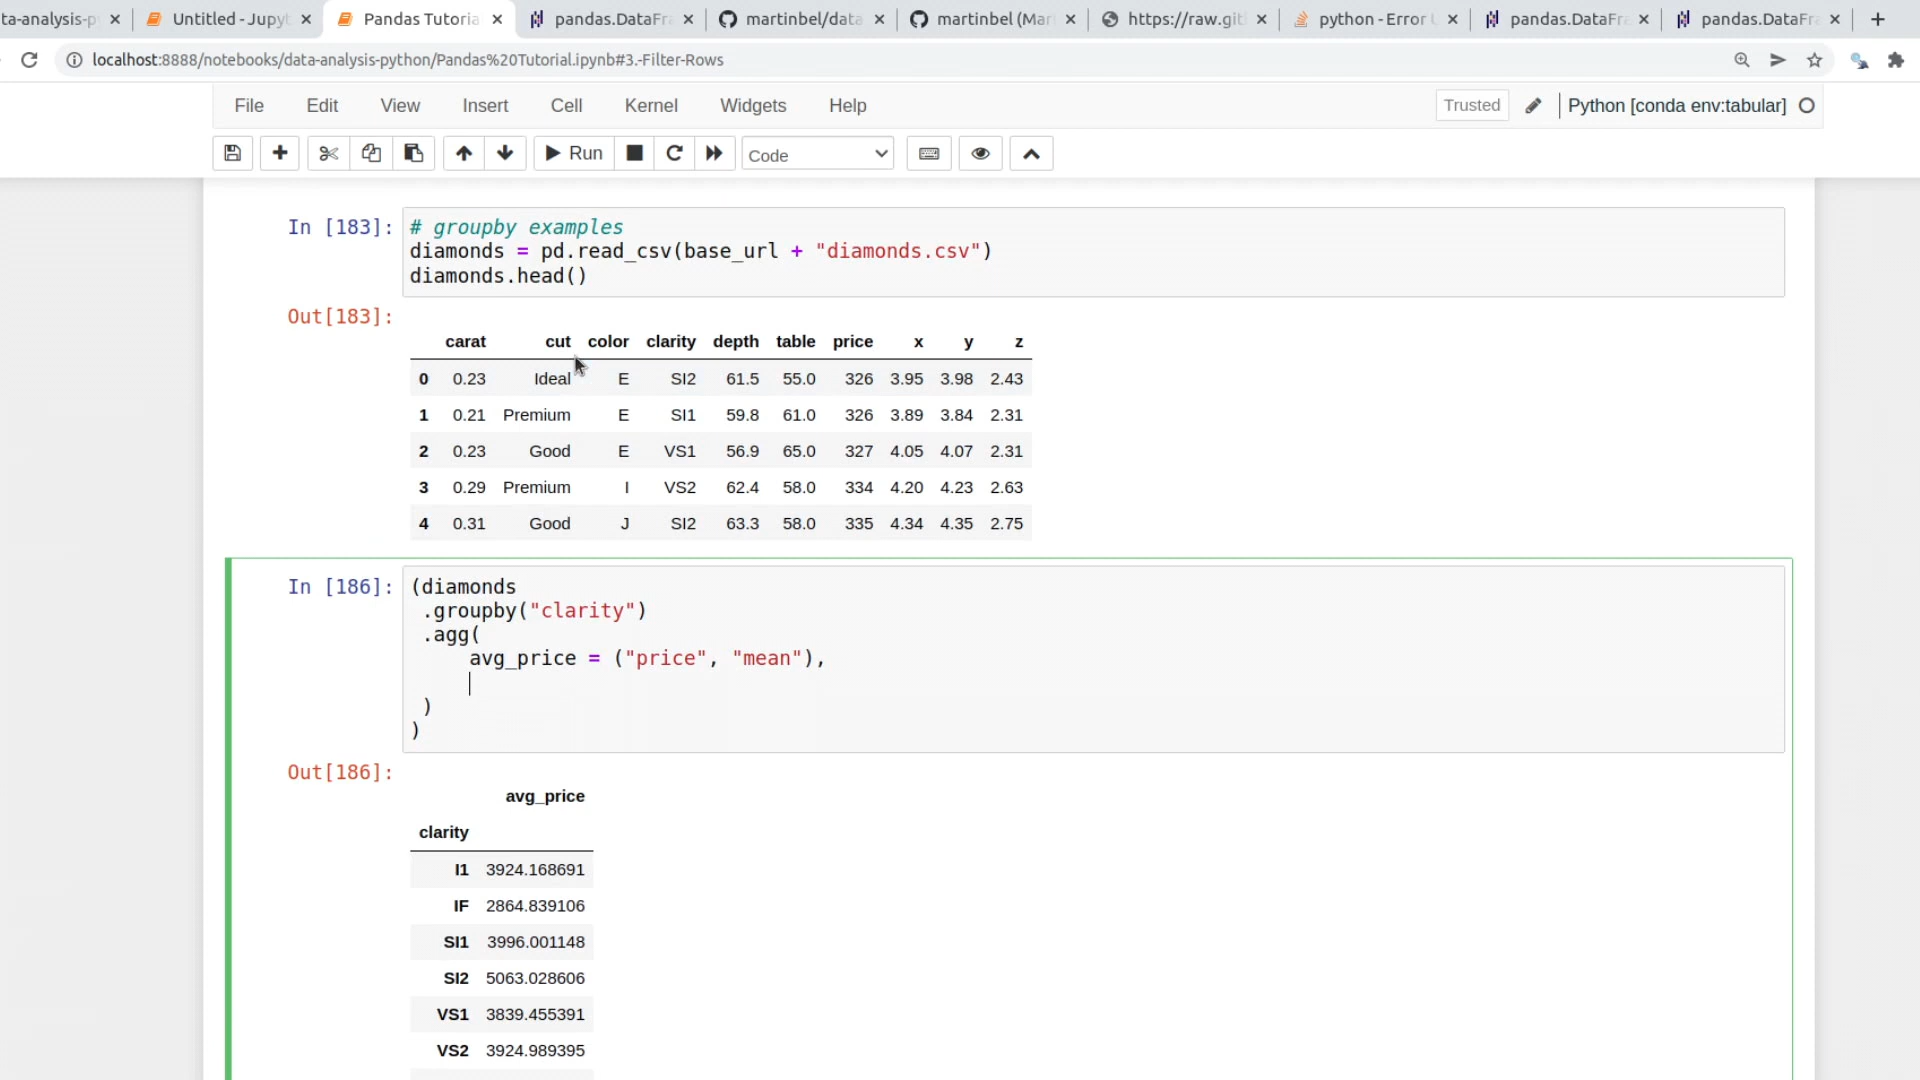 ta-analysis-p
Untitled - Jupyt
Pandas Tutoria
pandas.DataFra
martinbel/data
martinbel (Mar
https://raw.git
python - Error U
pandas.DataFra
pandas.DataFra
localhost:8888/notebooks/data-analysis-python/Pandas%20Tutorial.ipynb#3.-Filter-Rows
File Edit View Insert Cell Kernel Widgets Help Trusted Python [conda env:tabular]
Run Code
In [183]: # groupby examples
diamonds = pd.read_csv(base_url + "diamonds.csv")
diamonds.head()
Out[183]:
carat cut color clarity depth table price x y z
0 0.23 Ideal E SI2 61.5 55.0 326 3.95 3.98 2.43
1 0.21 Premium E SI1 59.8 61.0 326 3.89 3.84 2.31
2 0.23 Good E VS1 56.9 65.0 327 4.05 4.07 2.31
3 0.29 Premium I VS2 62.4 58.0 334 4.20 4.23 2.63
4 0.31 Good J SI2 63.3 58.0 335 4.34 4.35 2.75
In [186]: (diamonds
.groupby("clarity")
.agg(
avg_price = ("price", "mean"),
)
)
Out[186]:
avg_price
clarity
I1 3924.168691
IF 2864.839106
SI1 3996.001148
SI2 5063.028606
VS1 3839.455391
VS2 3924.989395